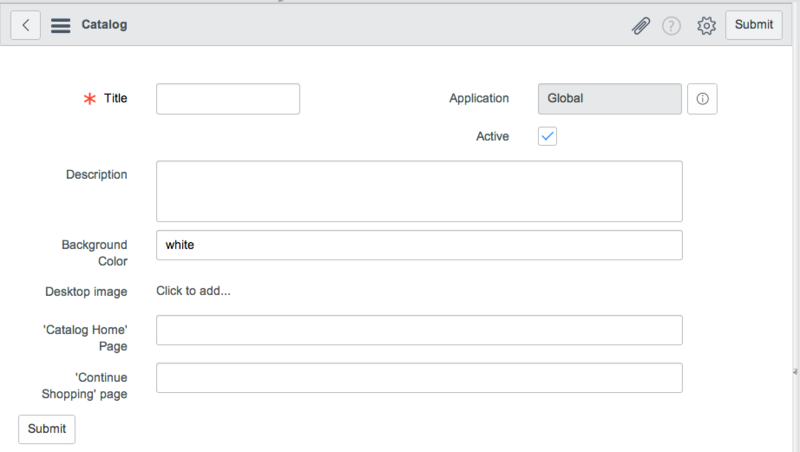 Catalog
Submit
Title
Application
Global
Active
Description
Background
Color
white
Desktop image
Click to add...
'Catalog Home'
Page
'Continue
Shopping' page
Submit